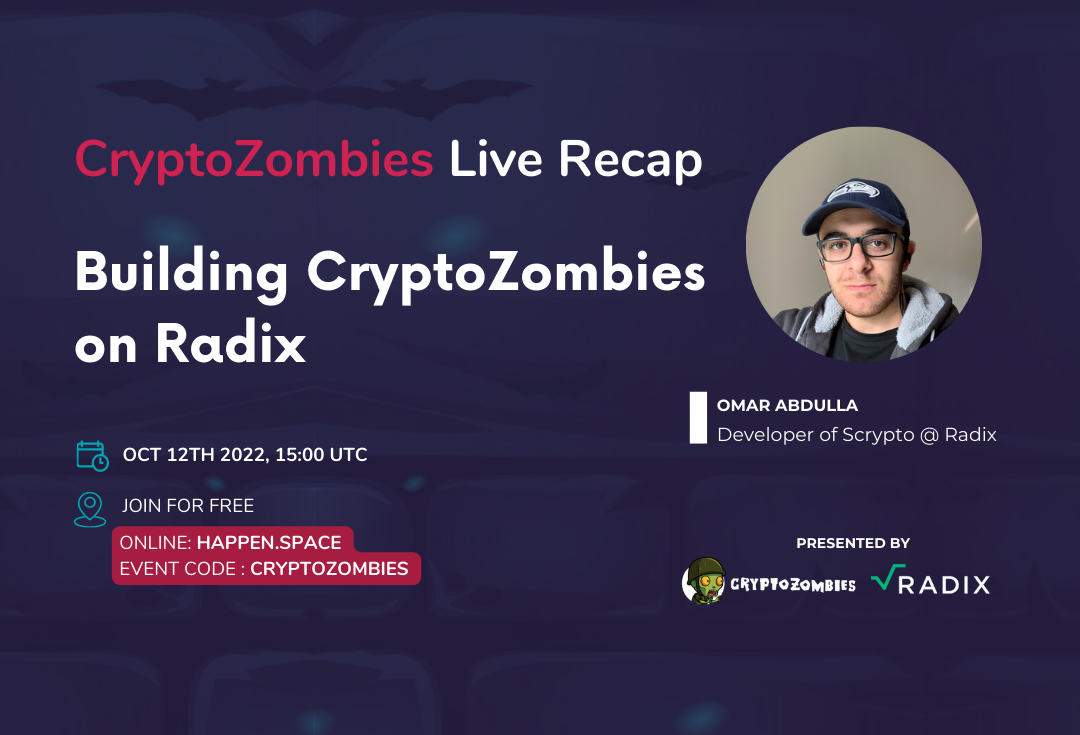 CryptoZombies Live Recap
Building CryptoZombies
on Radix
OCT 12TH 2022, 15:00 UTC
JOIN FOR FREE
ONLINE: HAPPEN.SPACE
EVENT CODE : CRYPTOZOMBIES
OMAR ABDULLA
Developer of Scrypto @ Radix
PRESENTED BY
CRYPTOZOMBIES
RADIX